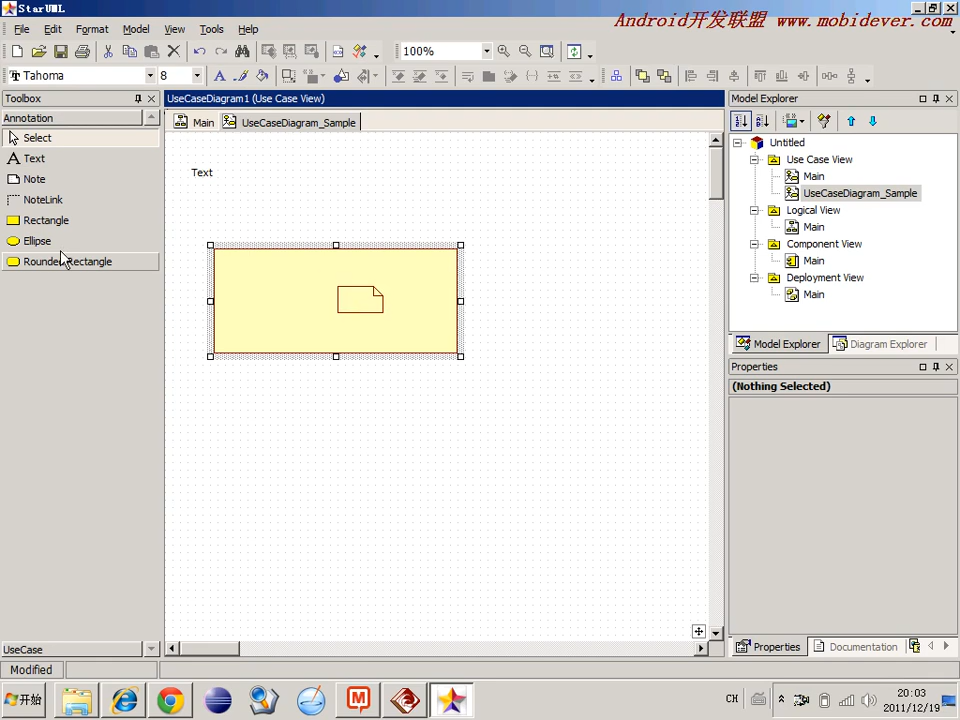 StarUML
Android开发联盟 www.mobidever.com
File Edit Format Model View Tools Help
100%
Tahoma 8
Toolbox
UseCaseDiagram1 (Use Case View)
Model Explorer
Annotation
Main UseCaseDiagram_Sample
Select
Text
Note
NoteLink
Rectangle
Ellipse
Rounded Rectangle
Text
Untitled
Use Case View
Main
UseCaseDiagram_Sample
Logical View
Main
Component View
Main
Deployment View
Main
Model Explorer Diagram Explorer
Properties
(Nothing Selected)
UseCase
Properties Documentation
Modified
开始
CH
20:03
2011/12/19